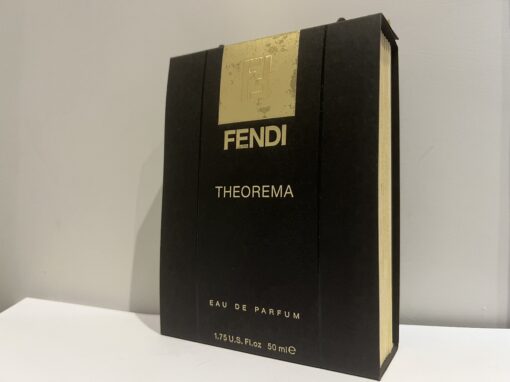 FENDI
THEOREMA
EAU DE PARFUM
1.75 U.S. Fl.oz 50 ml ℮